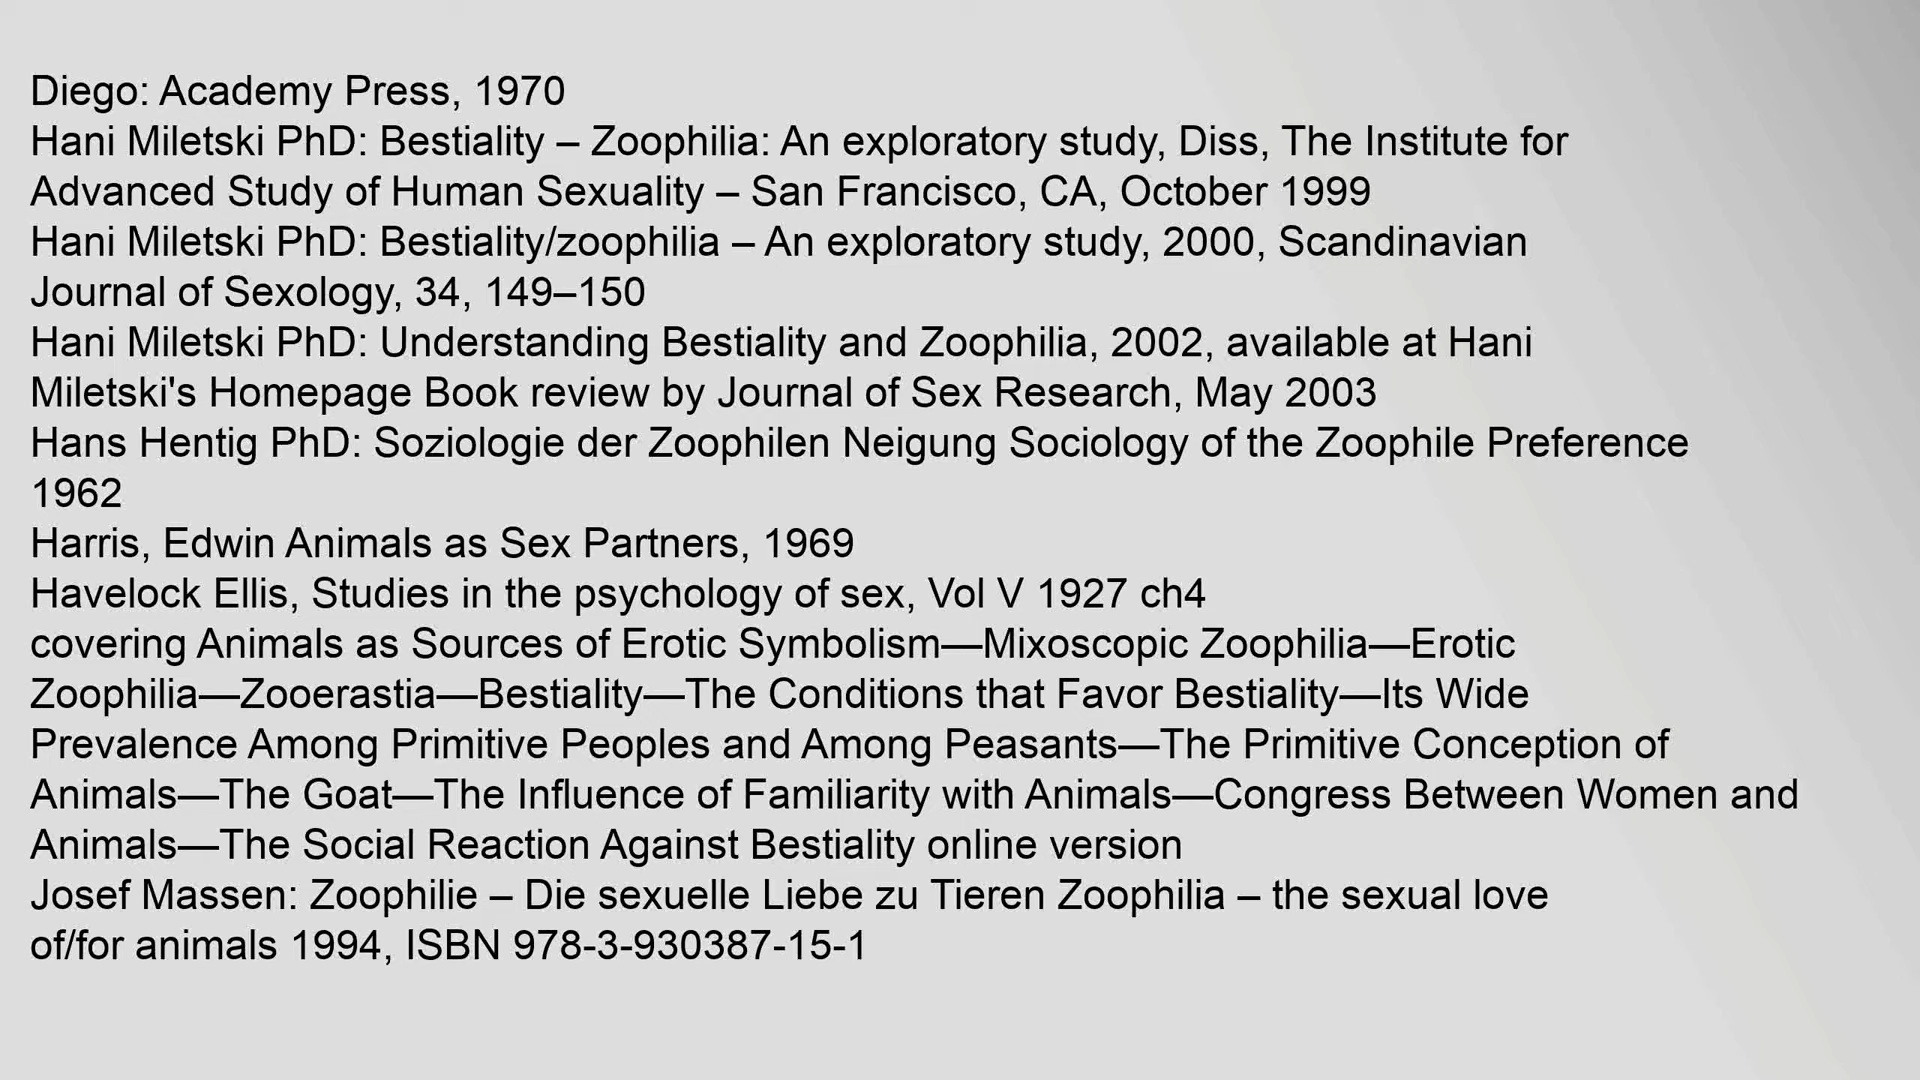 Diego: Academy Press, 1970
Hani Miletski PhD: Bestiality – Zoophilia: An exploratory study, Diss, The Institute for
Advanced Study of Human Sexuality – San Francisco, CA, October 1999
Hani Miletski PhD: Bestiality/zoophilia – An exploratory study, 2000, Scandinavian
Journal of Sexology, 34, 149–150
Hani Miletski PhD: Understanding Bestiality and Zoophilia, 2002, available at Hani
Miletski's Homepage Book review by Journal of Sex Research, May 2003
Hans Hentig PhD: Soziologie der Zoophilen Neigung Sociology of the Zoophile Preference
1962
Harris, Edwin Animals as Sex Partners, 1969
Havelock Ellis, Studies in the psychology of sex, Vol V 1927 ch4
covering Animals as Sources of Erotic Symbolism—Mixoscopic Zoophilia—Erotic
Zoophilia—Zooerastia—Bestiality—The Conditions that Favor Bestiality—Its Wide
Prevalence Among Primitive Peoples and Among Peasants—The Primitive Conception of
Animals—The Goat—The Influence of Familiarity with Animals—Congress Between Women and
Animals—The Social Reaction Against Bestiality online version
Josef Massen: Zoophilie – Die sexuelle Liebe zu Tieren Zoophilia – the sexual love
of/for animals 1994, ISBN 978-3-930387-15-1